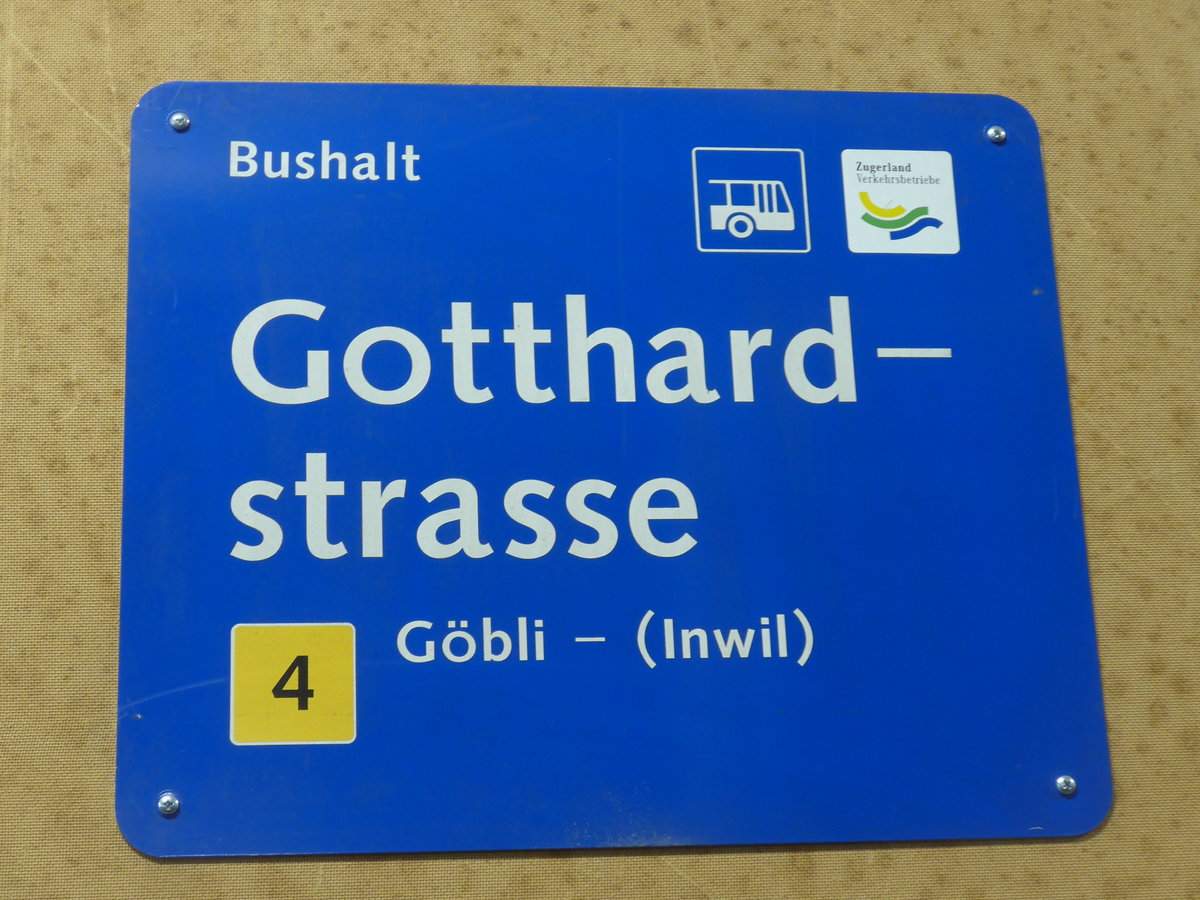 Bushalt
Zugerland
Verkehrsbetriebe
Gotthard–
strasse
4
Göbli – (Inwil)